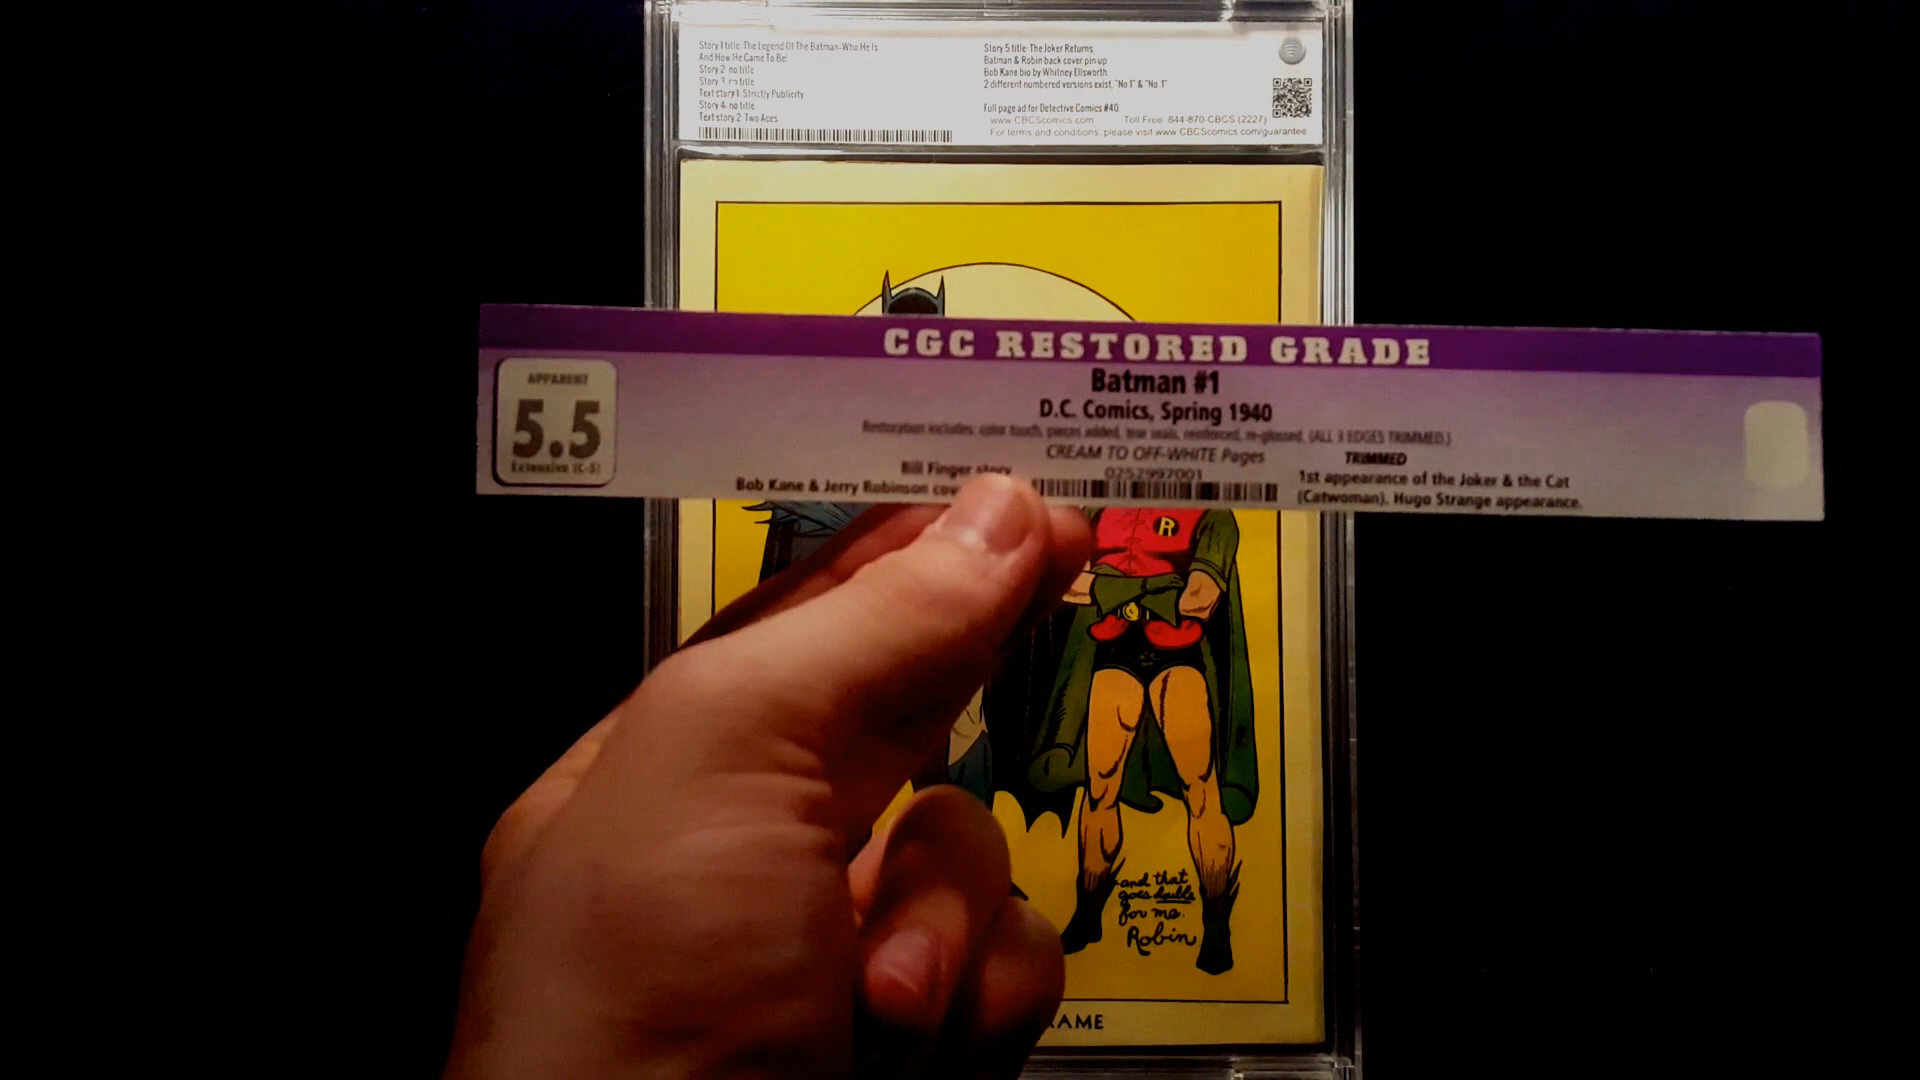 Story 1 title: The Legend Of The Batman-Who He Is
And How He Came To Be!
Story 2: no title
Story 3: no title
Text story 1: Strictly Publicity
Story 4: no title
Text story 2: Two Aces
Story 5 title: The Joker Returns.
Batman & Robin back cover pin up.
Bob Kane bio by Whitney Ellsworth.
2 different numbered versions exist, "No 1" & "No. 1"
Full page ad for Detective Comics #40
www.CBCScomics.com Toll Free: 844-870-CBCS (2227)
For terms and conditions, please visit www.CBCScomics.com/guarantee
CGC RESTORED GRADE
APPARENT
5.5
Extensive (C-5)
Batman #1
D.C. Comics, Spring 1940
Restoration includes: color touch, pieces added, tear seals, reinforced, re-glossed. (ALL 3 EDGES TRIMMED.)
CREAM TO OFF-WHITE Pages
TRIMMED
Bill Finger story
Bob Kane & Jerry Robinson
0252997001
1st appearance of the Joker & the Cat
(Catwoman). Hugo Strange appearance.
R
and that
goes double
for me.
Robin